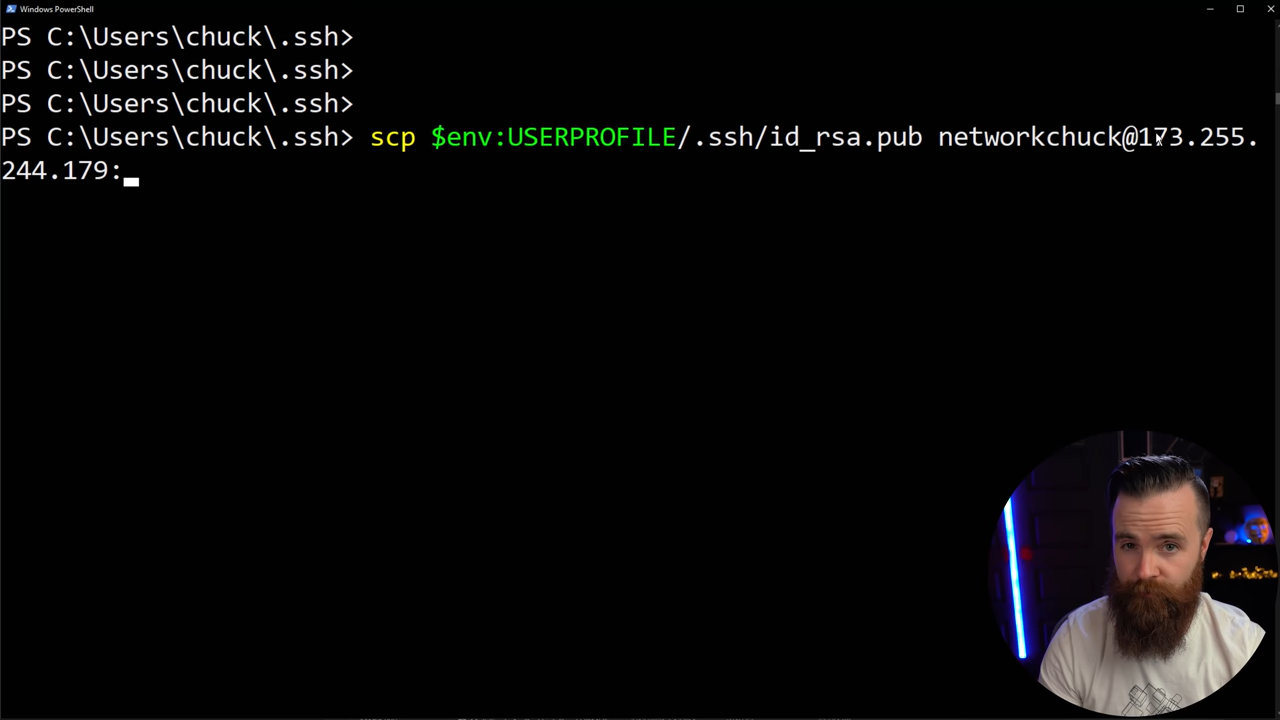 Windows PowerShell
PS C:\Users\chuck\.ssh>
PS C:\Users\chuck\.ssh>
PS C:\Users\chuck\.ssh>
PS C:\Users\chuck\.ssh> scp $env:USERPROFILE/.ssh/id_rsa.pub networkchuck@173.255.
244.179: